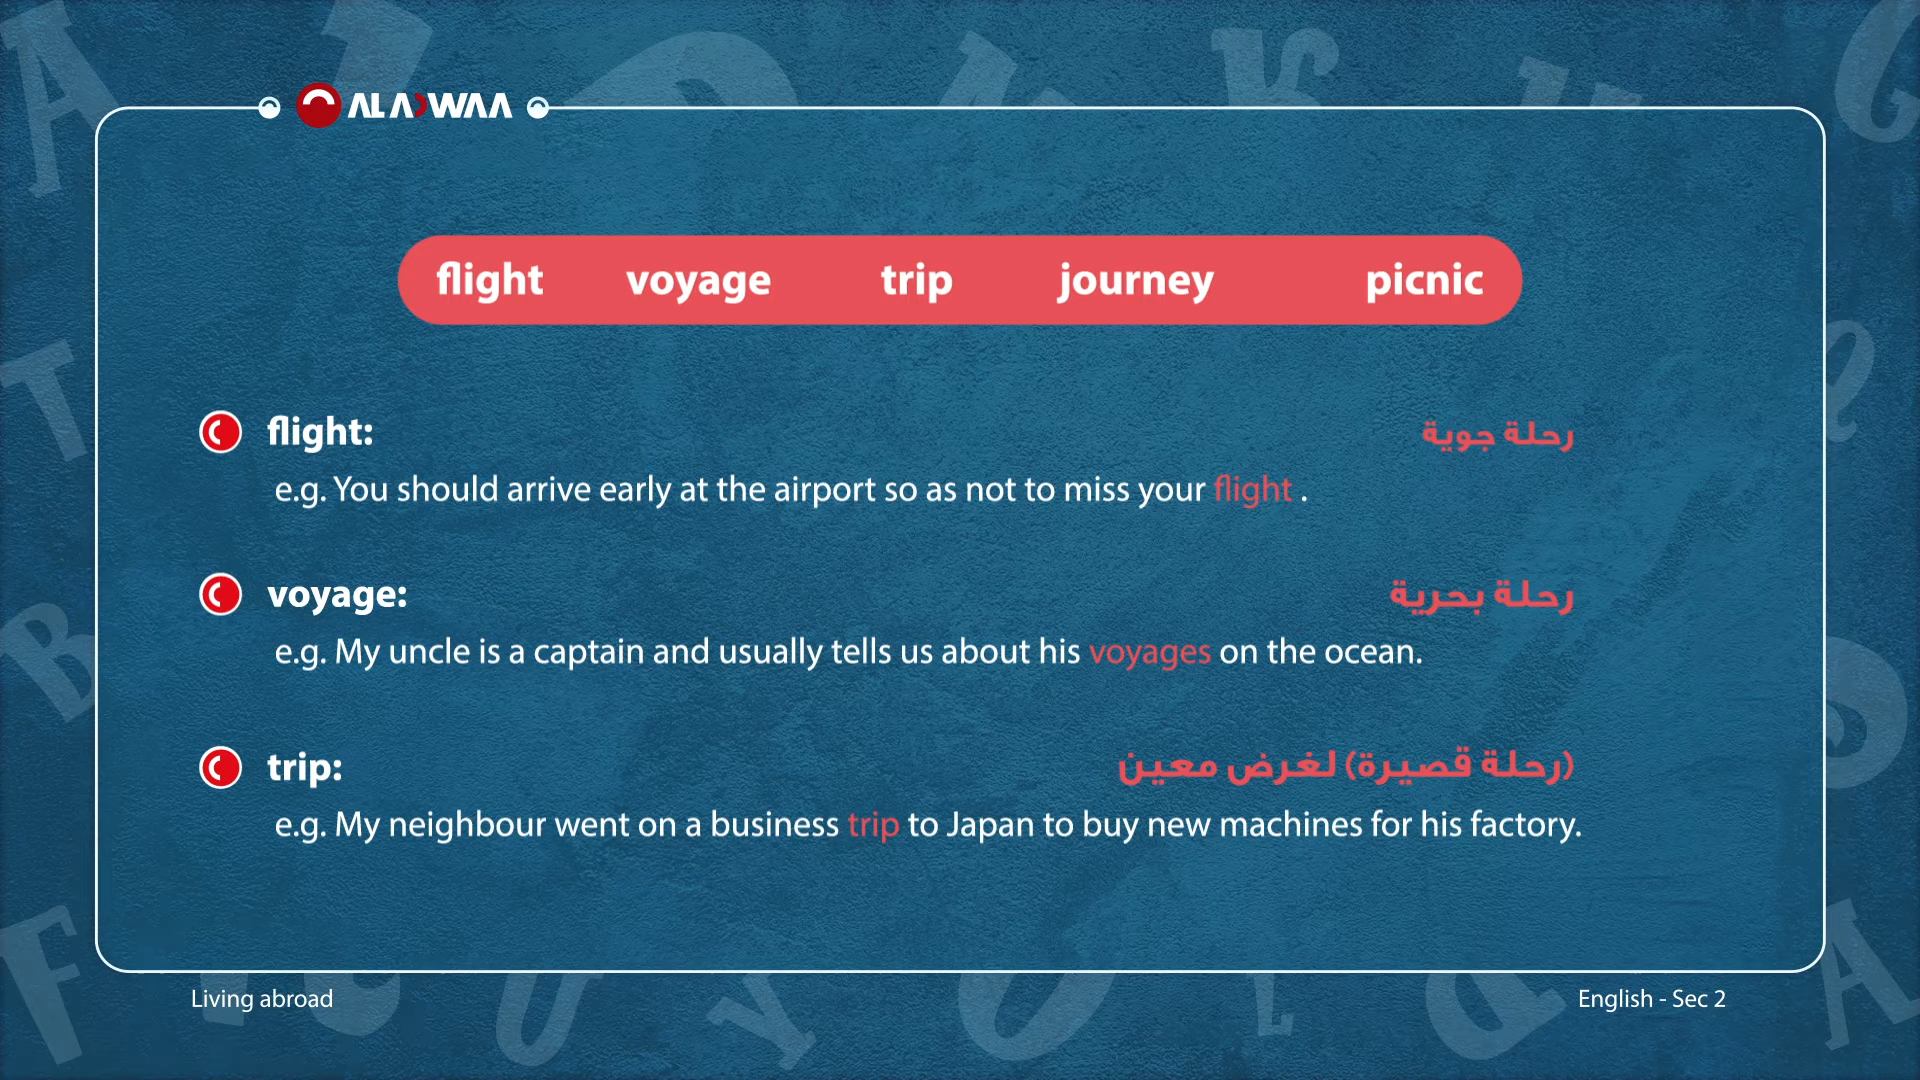 ALADWAA
flight voyage trip journey picnic
flight: رحلة جوية
e.g. You should arrive early at the airport so as not to miss your flight .
voyage: رحلة بحرية
e.g. My uncle is a captain and usually tells us about his voyages on the ocean.
trip: (رحلة قصيرة) لغرض معين
e.g. My neighbour went on a business trip to Japan to buy new machines for his factory.
Living abroad
English - Sec 2